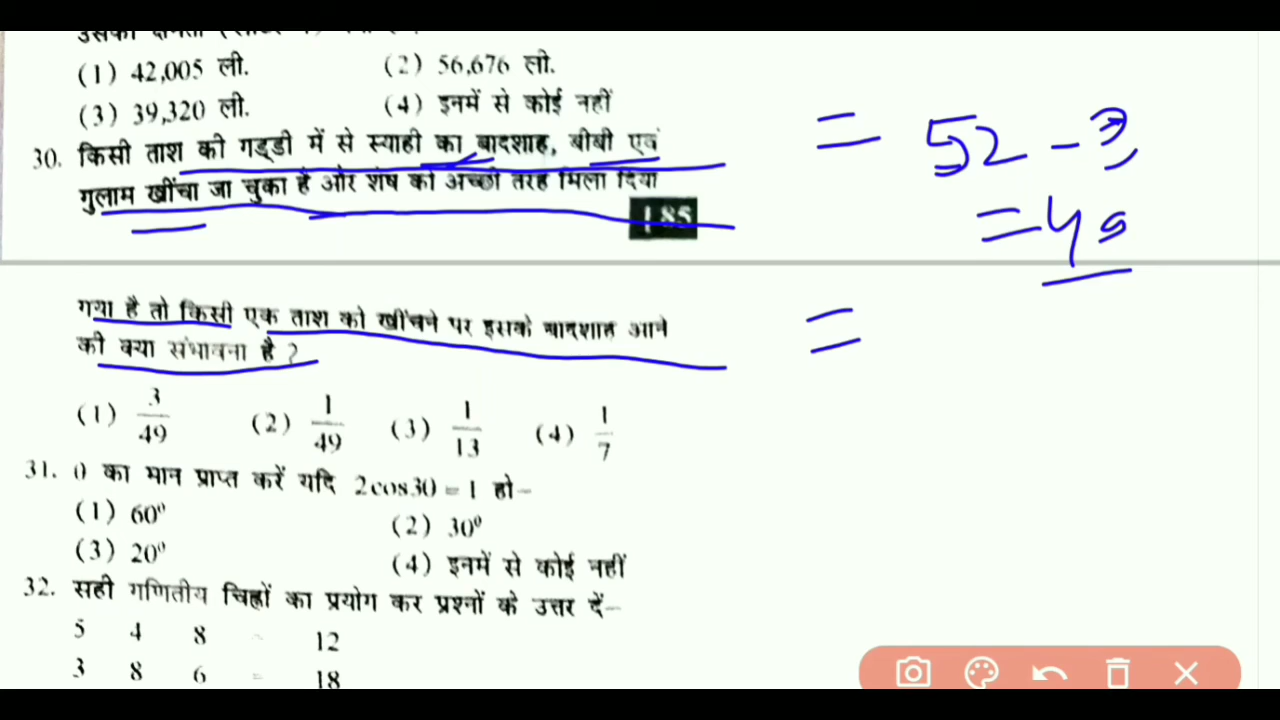 (1) 42,005 ली. (2) 56,676 ली.
(3) 39,320 ली. (4) इनमें से कोई नहीं
30. किसी ताश की गड्डी में से स्याही का बादशाह, बीबी एवं
गुलाम खींचा जा चुका है और शेष को अच्छी तरह मिला दिया
185
गया है तो किसी एक ताश को खींचने पर इसके बादशाह आने
की क्या संभावना है ?
(1) 3/49 (2) 1/49 (3) 1/13 (4) 1/7
31. θ का मान प्राप्त करें यदि 2cos3θ = 1 हो–
(1) 60⁰ (2) 30⁰
(3) 20⁰ (4) इनमें से कोई नहीं
32. सही गणितीय चिह्नों का प्रयोग कर प्रश्नों के उत्तर दें–
5 4 8 = 12
3 8 6 = 18
= 52 - 3
= 49
=